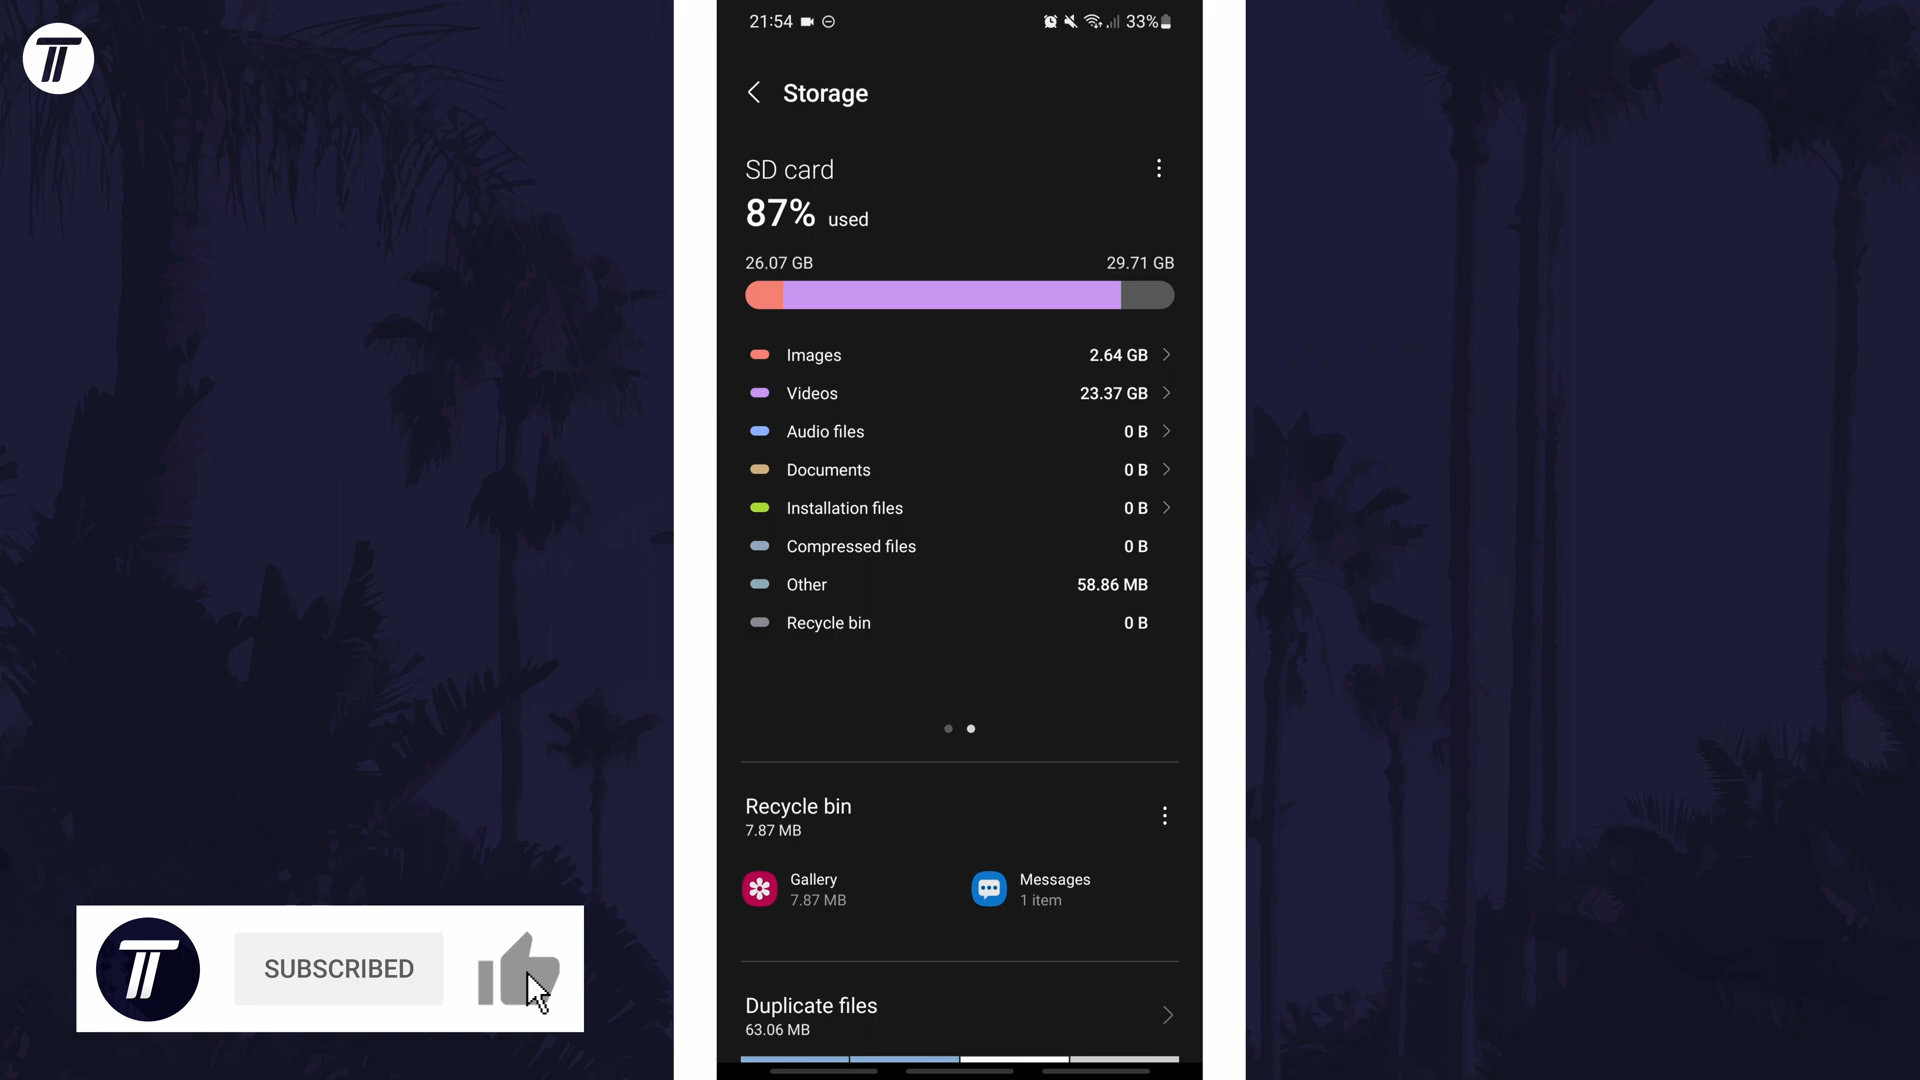 21:54
33%
Storage
SD card
87% used
26.07 GB 29.71 GB
Images 2.64 GB
Videos 23.37 GB
Audio files 0 B
Documents 0 B
Installation files 0 B
Compressed files 0 B
Other 58.86 MB
Recycle bin 0 B
Recycle bin
7.87 MB
Gallery
7.87 MB
Messages
1 item
Duplicate files
63.06 MB
SUBSCRIBED